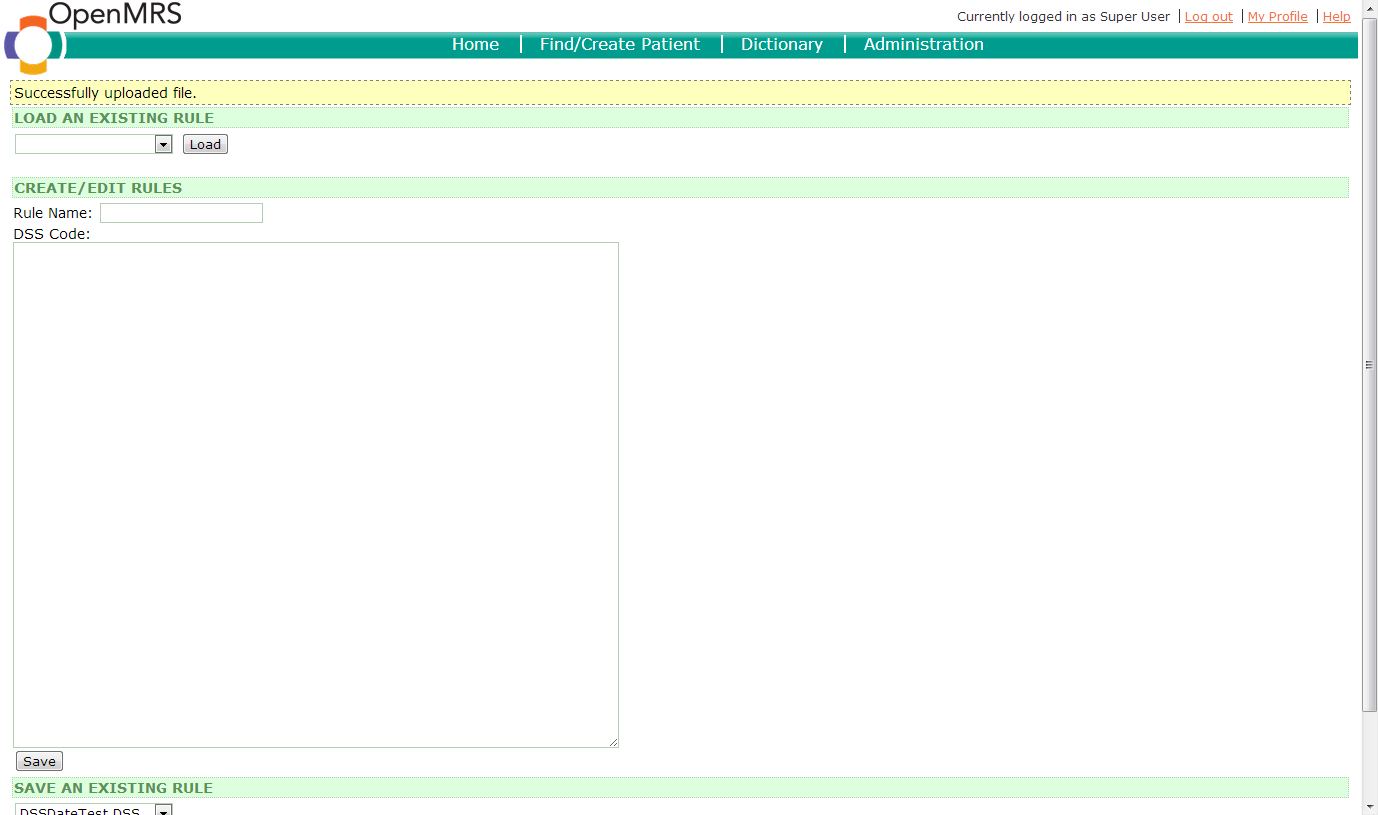 OpenMRS
Currently logged in as Super User | Log out | My Profile | Help
Home | Find/Create Patient | Dictionary | Administration
Successfully uploaded file.
LOAD AN EXISTING RULE
Load
CREATE/EDIT RULES
Rule Name:
DSS Code:
Save
SAVE AN EXISTING RULE
DSSDateTest.DSS